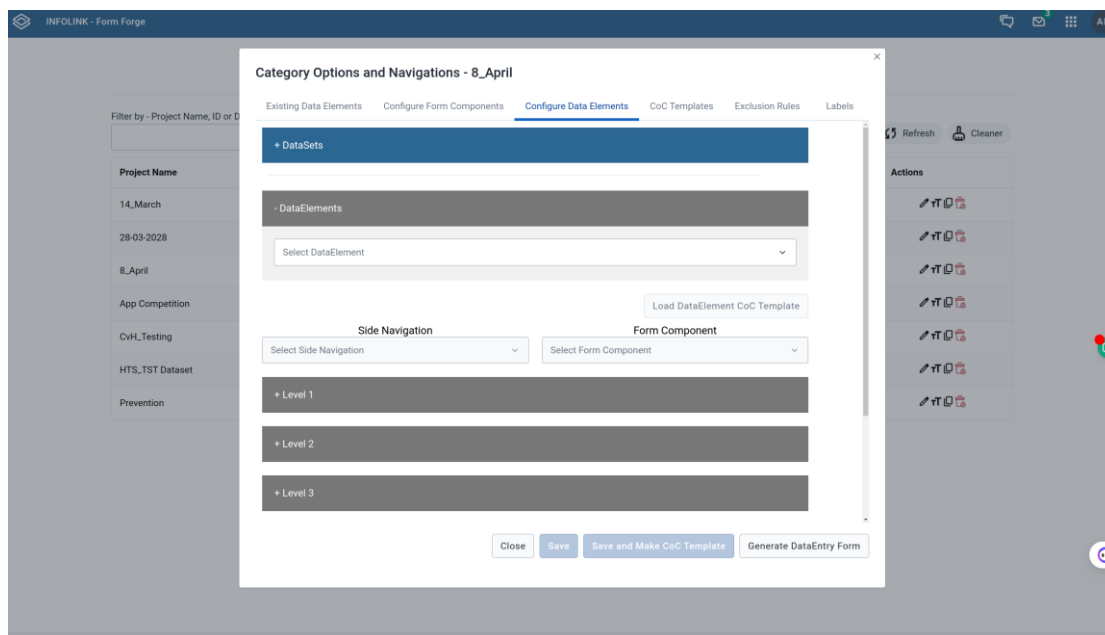 INFOLINK - Form Forge
3
Category Options and Navigations - 8_April
×
Existing Data Elements Configure Form Components Configure Data Elements CoC Templates Exclusion Rules Labels
Filter by - Project Name, ID or D
Refresh Cleaner
+ DataSets
Project Name Actions
- DataElements
14_March
28-03-2028
Select DataElement
8_April
App Competition
Load DataElement CoC Template
Side Navigation Form Component
CvH_Testing
Select Side Navigation Select Form Component
HTS_TST Dataset
+ Level 1
Prevention
+ Level 2
+ Level 3
Close Save Save and Make CoC Template Generate DataEntry Form